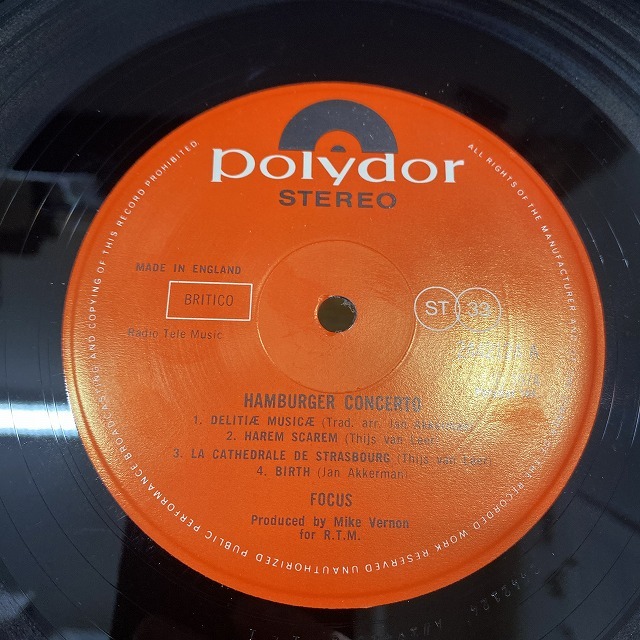 polydor
STEREO
MADE IN ENGLAND
BRITICO
ST 33
Radio Tele Music
HAMBURGER CONCERTO
1. DELITIÆ MUSICÆ (Trad. arr. Jan Akkerman)
2. HAREM SCAREM (Thijs van Leer)
3. LA CATHEDRALE DE STRASBOURG (Thijs van Leer)
4. BIRTH (Jan Akkerman)
FOCUS
Produced by Mike Vernon
for R.T.M.
ALL RIGHTS OF THE MANUFACTURER AND OF THE RECORDED WORK RESERVED UNAUTHORIZED PUBLIC PERFORMANCE BROADCASTING AND COPYING OF THIS RECORD PROHIBITED.